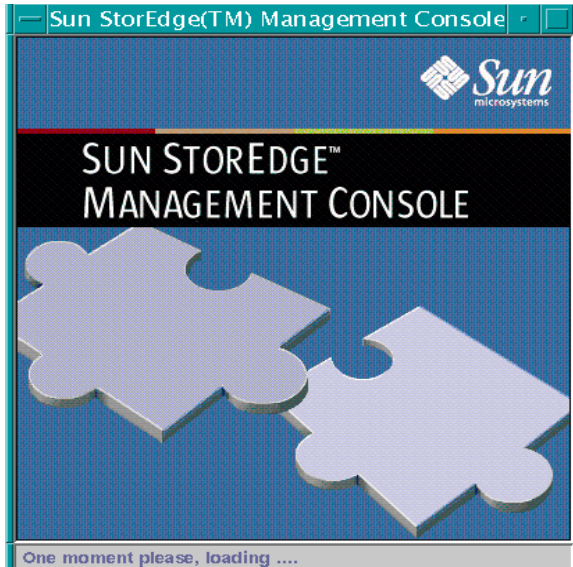 Sun StorEdge(TM) Management Console
Sun
microsystems
SUN STOREDGE™
MANAGEMENT CONSOLE
One moment please, loading ....